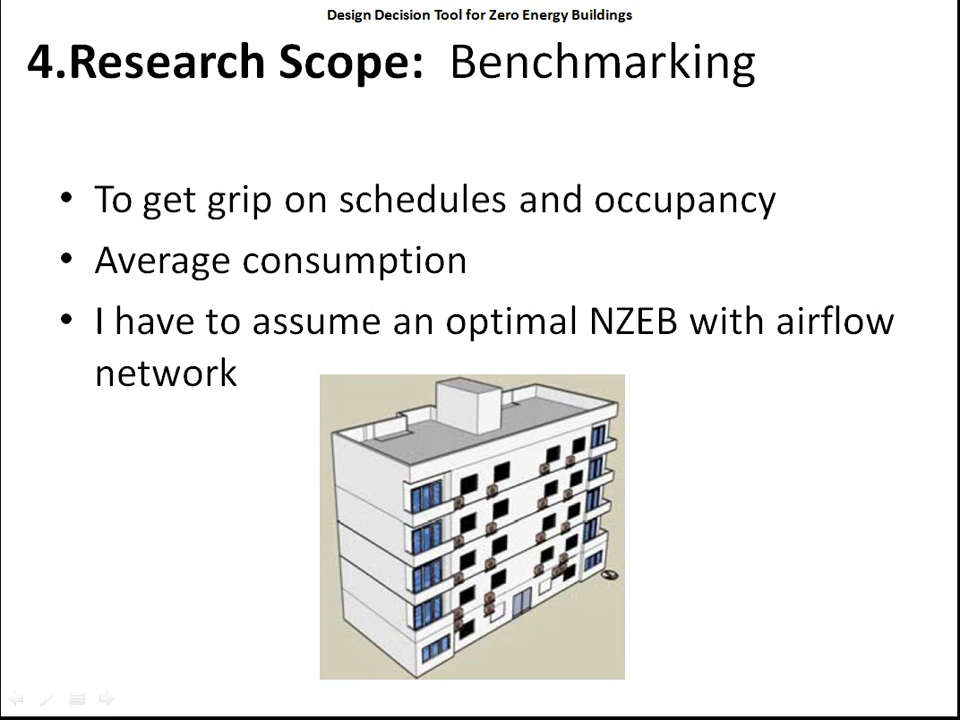 Design Decision Tool for Zero Energy Buildings
4.Research Scope: Benchmarking
• To get grip on schedules and occupancy
• Average consumption
• I have to assume an optimal NZEB with airflow
network